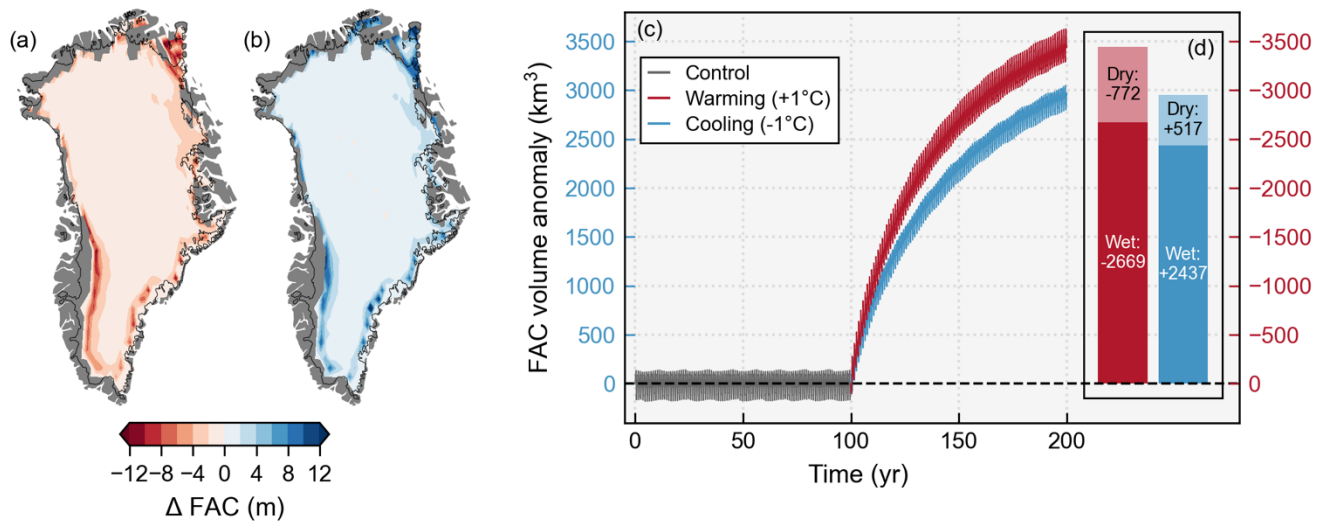 (a)
(b)
−12 −8 −4 0 4 8 12
Δ FAC (m)
(c)
FAC volume anomaly (km³)
3500
3000
2500
2000
1500
1000
500
0
Control
Warming (+1°C)
Cooling (-1°C)
0 50 100 150 200
Time (yr)
(d)
Dry:
-772
Wet:
-2669
Dry:
+517
Wet:
+2437
−3500
−3000
−2500
−2000
−1500
−1000
−500
0